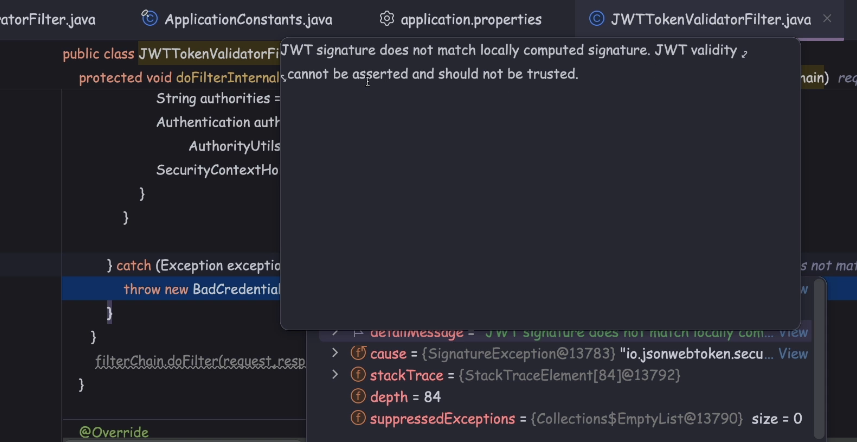 atorFilter.java ApplicationConstants.java application.properties JWTTokenValidatorFilter.java
public class JWTTokenValidatorFi
JWT signature does not match locally computed signature. JWT validity
protected void doFilterInternal
cannot be asserted and should not be trusted.
hain) req
String authorities =
Authentication auth
AuthorityUtils
SecurityContextHo
}
}
} catch (Exception exceptio
s not mat
throw new BadCredential
}
detailMessage = "JWT signature does not match locally com... View
}
cause = {SignatureException@13783} "io.jsonwebtoken.secu... View
filterChain.doFilter(request,resp
stackTrace = {StackTraceElement[84]@13792}
}
depth = 84
suppressedExceptions = {Collections$EmptyList@13790} size = 0
@Override